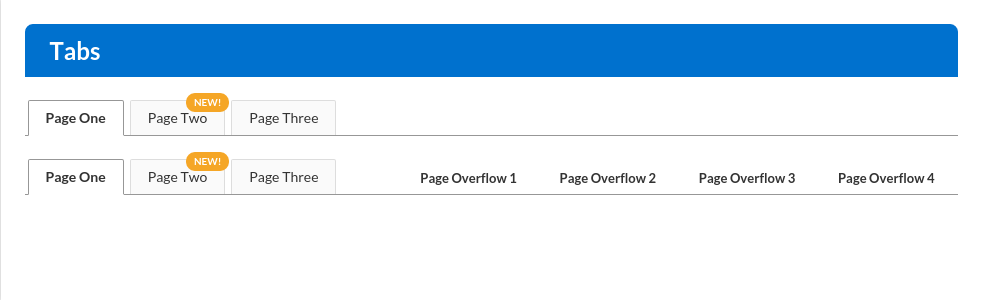 Tabs
NEW!
Page One Page Two Page Three
NEW!
Page One Page Two Page Three Page Overflow 1 Page Overflow 2 Page Overflow 3 Page Overflow 4